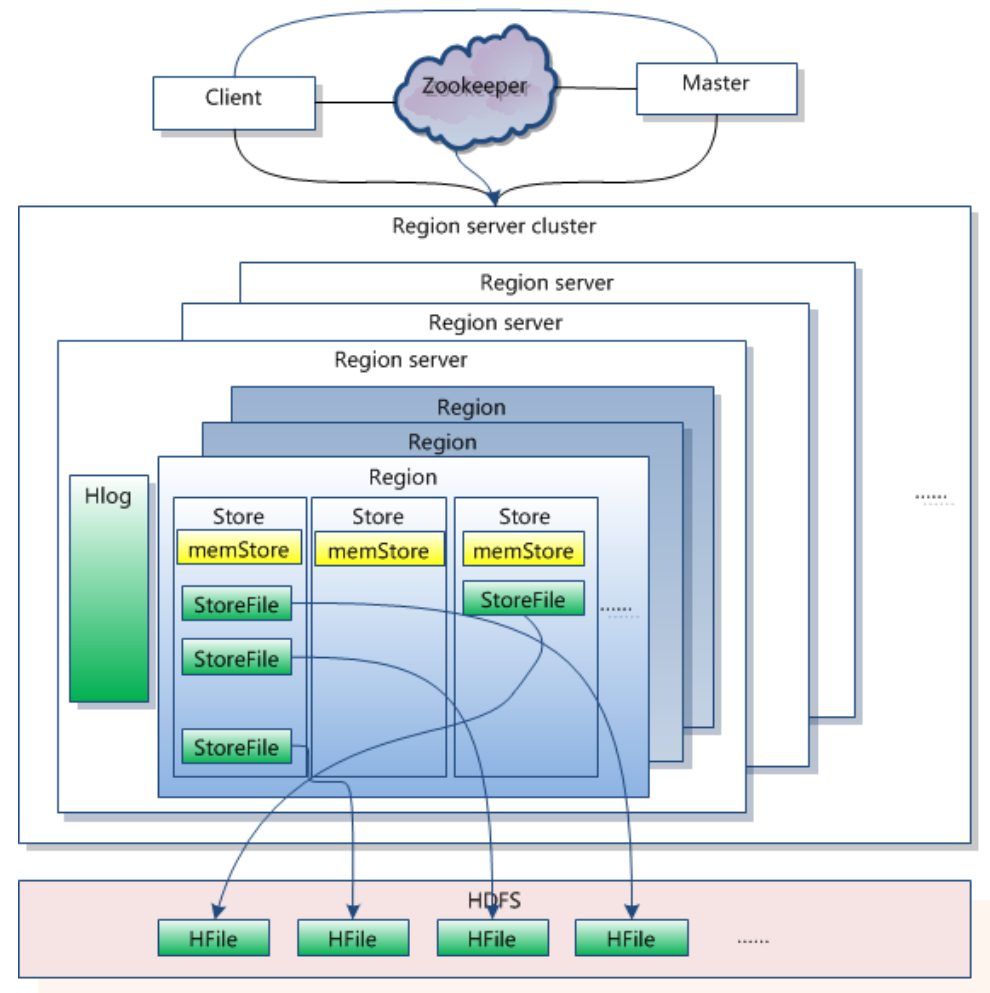 Client
Zookeeper
Master
Region server cluster
Region server
Region server
Region server
Region
Region
Region
Hlog
Store
Store
Store
memStore
memStore
memStore
StoreFile
StoreFile
......
......
StoreFile
StoreFile
HDFS
HFile
HFile
HFile
HFile
......